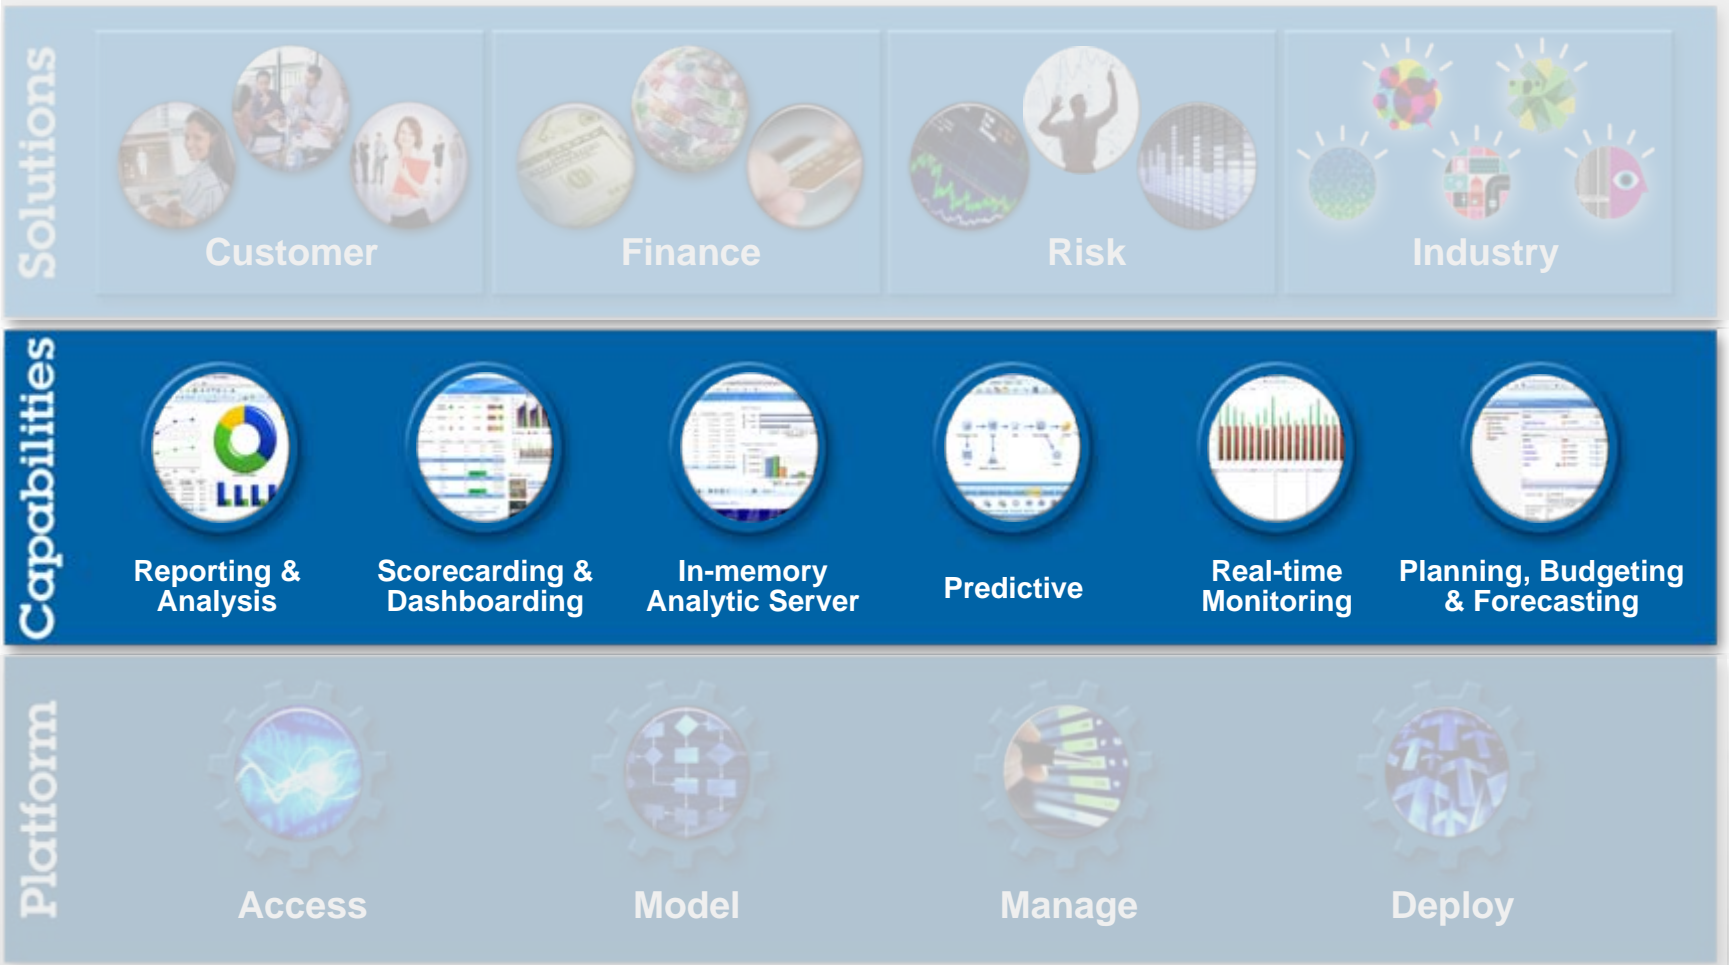 Solutions
Customer
Finance
Risk
Industry
Capabilities
Reporting &
Analysis
Scorecarding &
Dashboarding
In-memory
Analytic Server
Predictive
Real-time
Monitoring
Planning, Budgeting
& Forecasting
Platform
Access
Model
Manage
Deploy